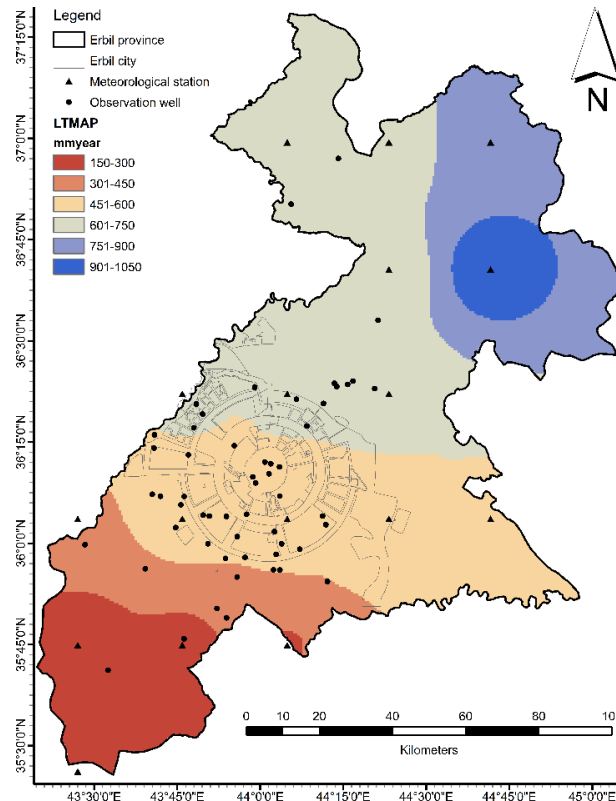 Legend
Erbil province
Erbil city
Meteorological station
Observation well
LTMAP
mmyear
150-300
301-450
451-600
601-750
751-900
901-1050
N
37°15'0"N
37°0'0"N
36°45'0"N
36°30'0"N
36°15'0"N
36°0'0"N
35°45'0"N
35°30'0"N
0 10 20 40 60 80 10
Kilometers
43°30'0"E 43°45'0"E 44°0'0"E 44°15'0"E 44°30'0"E 44°45'0"E 45°0'0"E